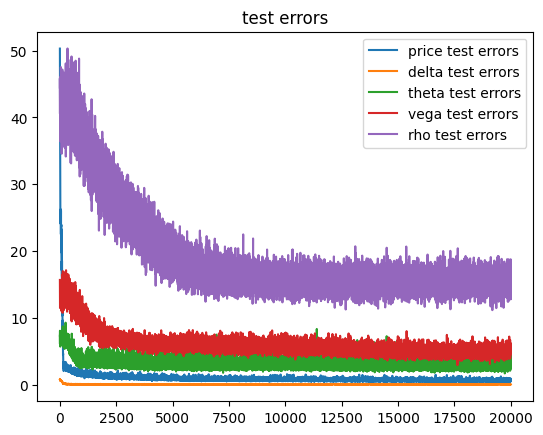 test errors
50
40
30
20
10
0
price test errors
delta test errors
theta test errors
vega test errors
rho test errors
0 2500 5000 7500 10000 12500 15000 17500 20000